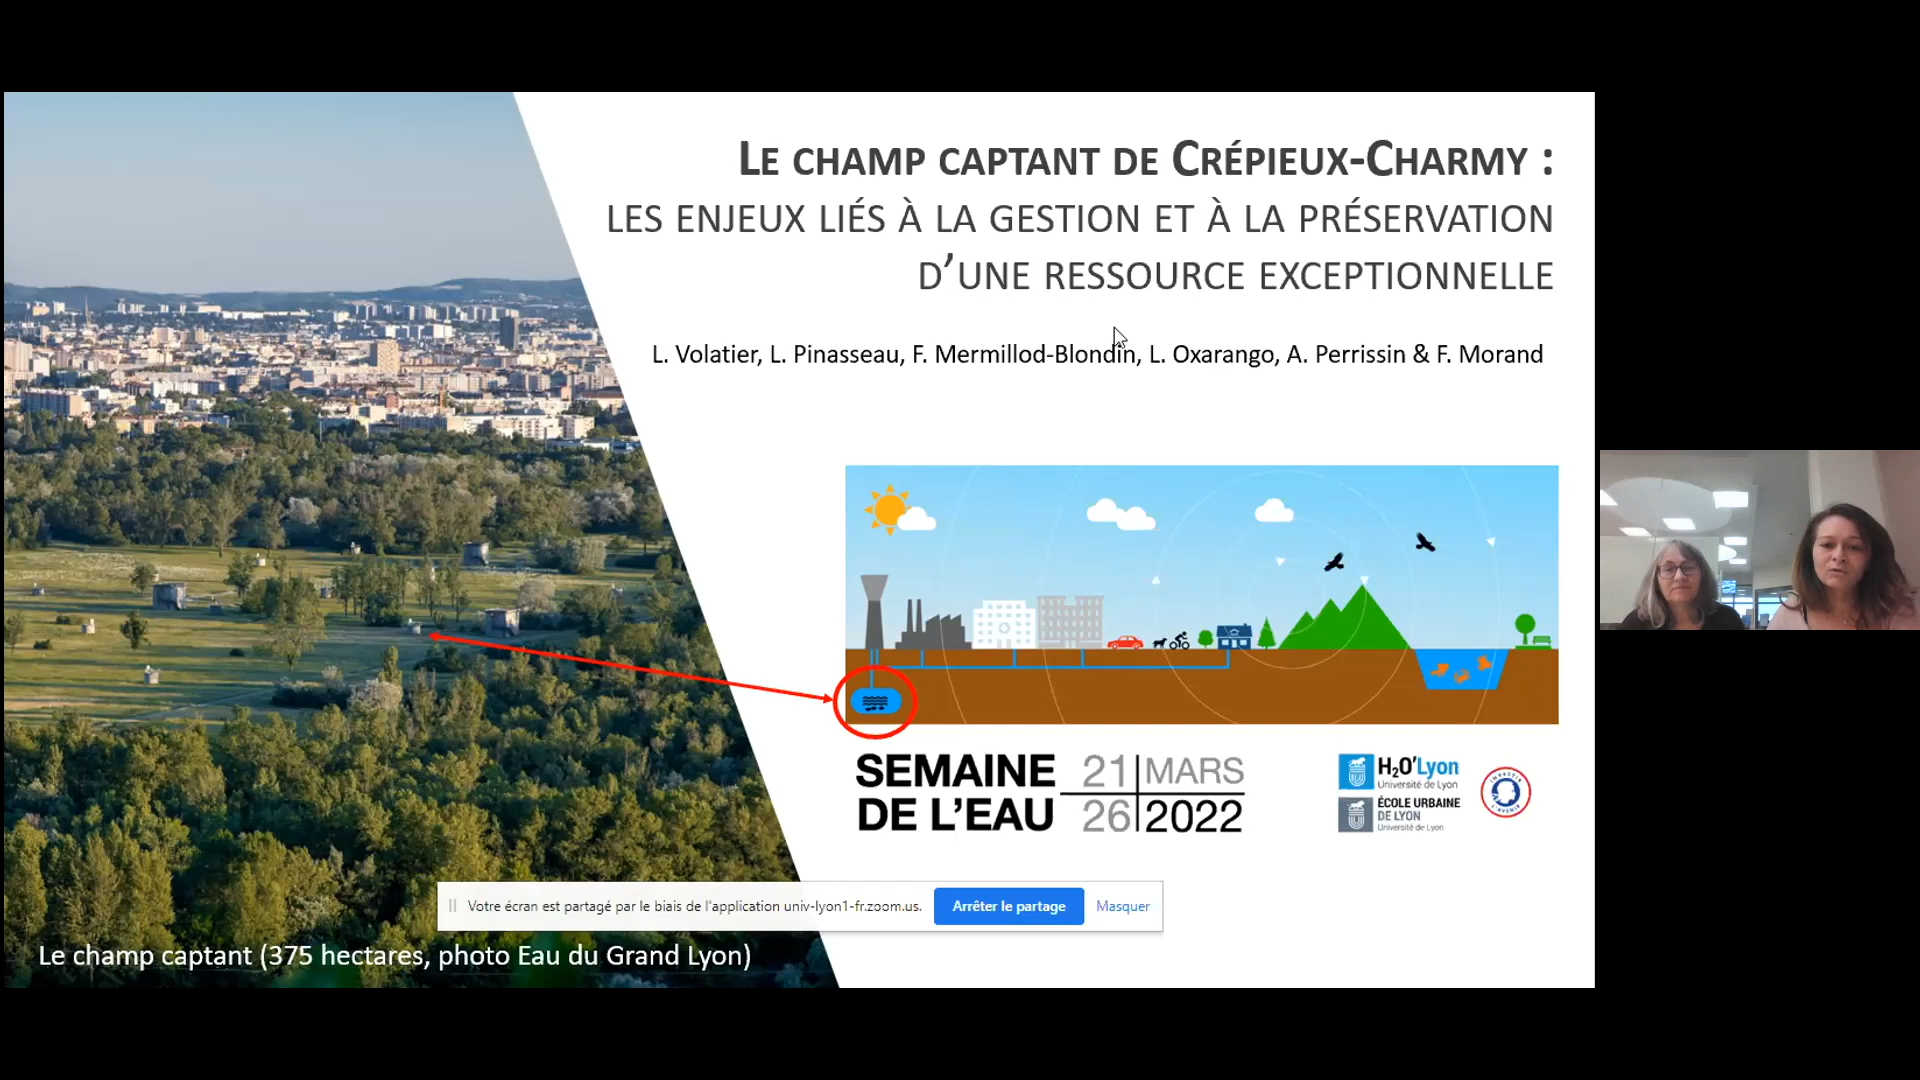 LE CHAMP CAPTANT DE CRÉPIEUX-CHARMY :
LES ENJEUX LIÉS À LA GESTION ET À LA PRÉSERVATION
D'UNE RESSOURCE EXCEPTIONNELLE
L. Volatier, L. Pinasseau, F. Mermillod-Blondin, L. Oxarango, A. Perrissin & F. Morand
SEMAINE
DE L'EAU
21 MARS
26 2022
H₂O'Lyon
Université de Lyon
ÉCOLE URBAINE
DE LYON
Université de Lyon
Votre écran est partagé par le biais de l'application univ-lyon1-fr.zoom.us.
Arrêter le partage
Masquer
Le champ captant (375 hectares, photo Eau du Grand Lyon)